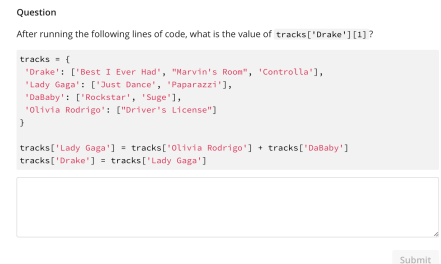 Question
After running the following lines of code, what is the value of tracks['Drake'][1]?
tracks = {
'Drake': ['Best I Ever Had', "Marvin's Room", 'Controlla'],
'Lady Gaga': ['Just Dance', 'Paparazzi'],
'DaBaby': ['Rockstar', 'Suge'],
'Olivia Rodrigo': ["Driver's License"]
}
tracks['Lady Gaga'] = tracks['Olivia Rodrigo'] + tracks['DaBaby']
tracks['Drake'] = tracks['Lady Gaga']
Submit